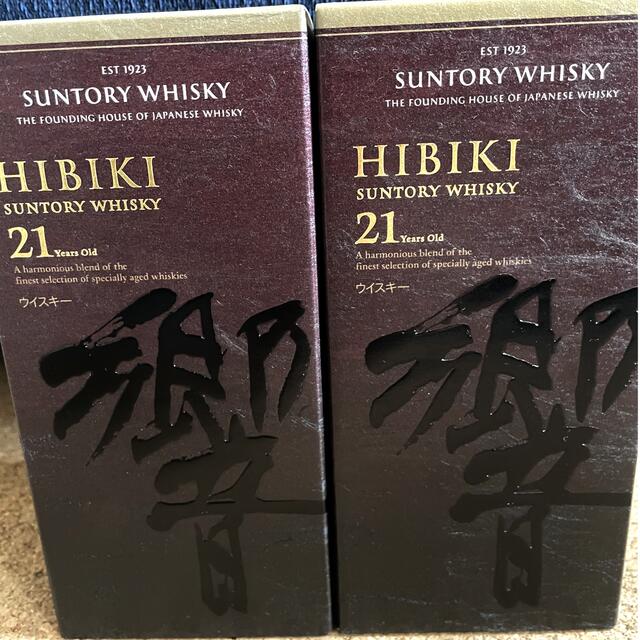 EST 1923
SUNTORY WHISKY
THE FOUNDING HOUSE OF JAPANESE WHISKY
HIBIKI
SUNTORY WHISKY
21 Years Old
A harmonious blend of the
finest selection of specially aged whiskies
ウイスキー
響
EST 1923
SUNTORY WHISKY
THE FOUNDING HOUSE OF JAPANESE WHISKY
HIBIKI
SUNTORY WHISKY
21 Years Old
A harmonious blend of the
finest selection of specially aged whiskies
ウイスキー
響